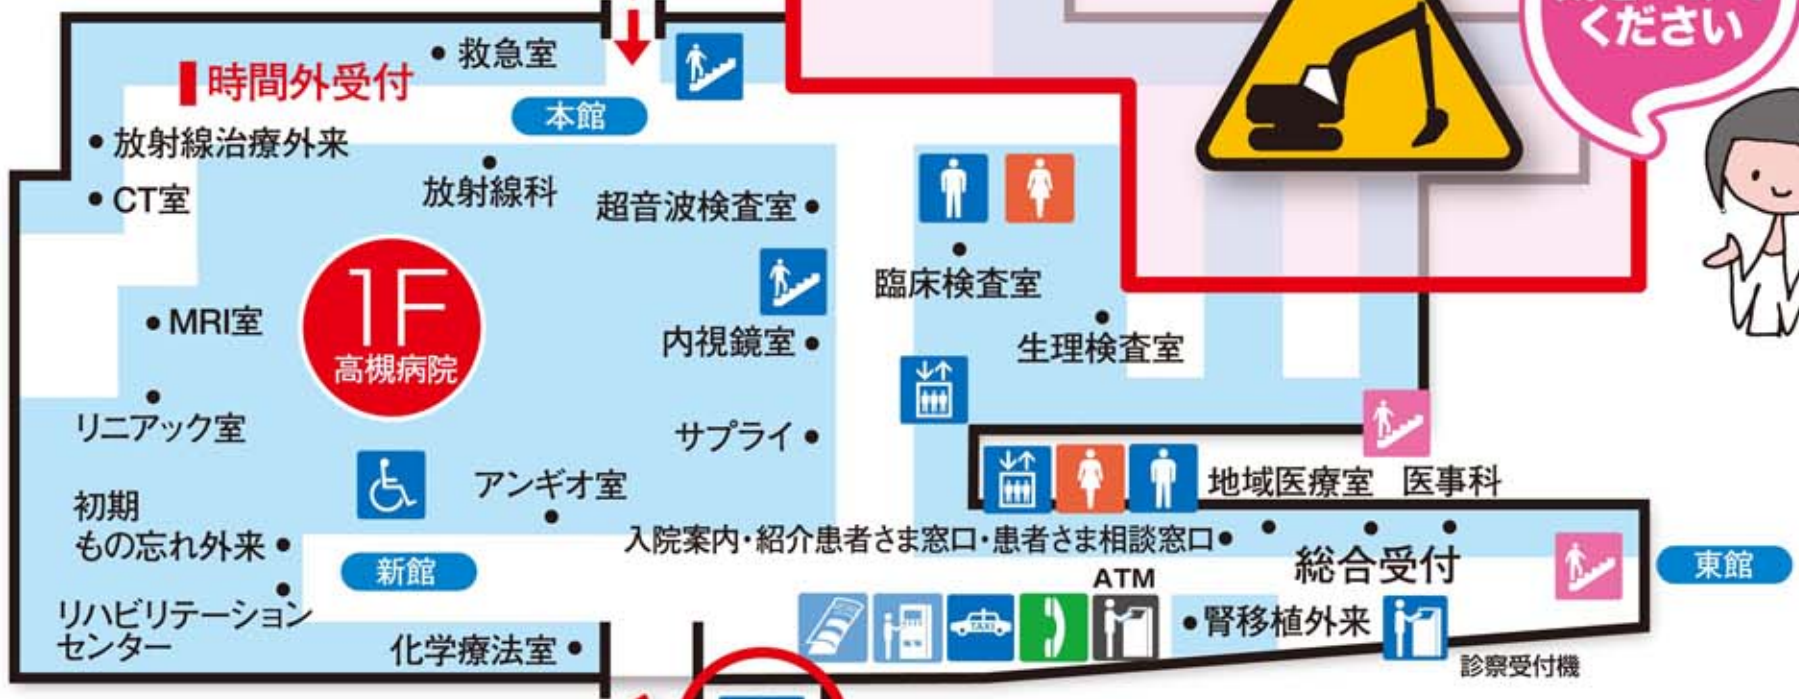 ください
救急室
時間外受付
本館
放射線治療外来
放射線科
CT室
超音波検査室
1F
高槻病院
臨床検査室
MRI室
内視鏡室
生理検査室
リニアック室
サプライ
アンギオ室
地域医療室 医事科
初期
もの忘れ外来
入院案内・紹介患者さま窓口・患者さま相談窓口
総合受付
新館
東館
ATM
TAXI
腎移植外来
リハビリテーション
センター
化学療法室
診察受付機